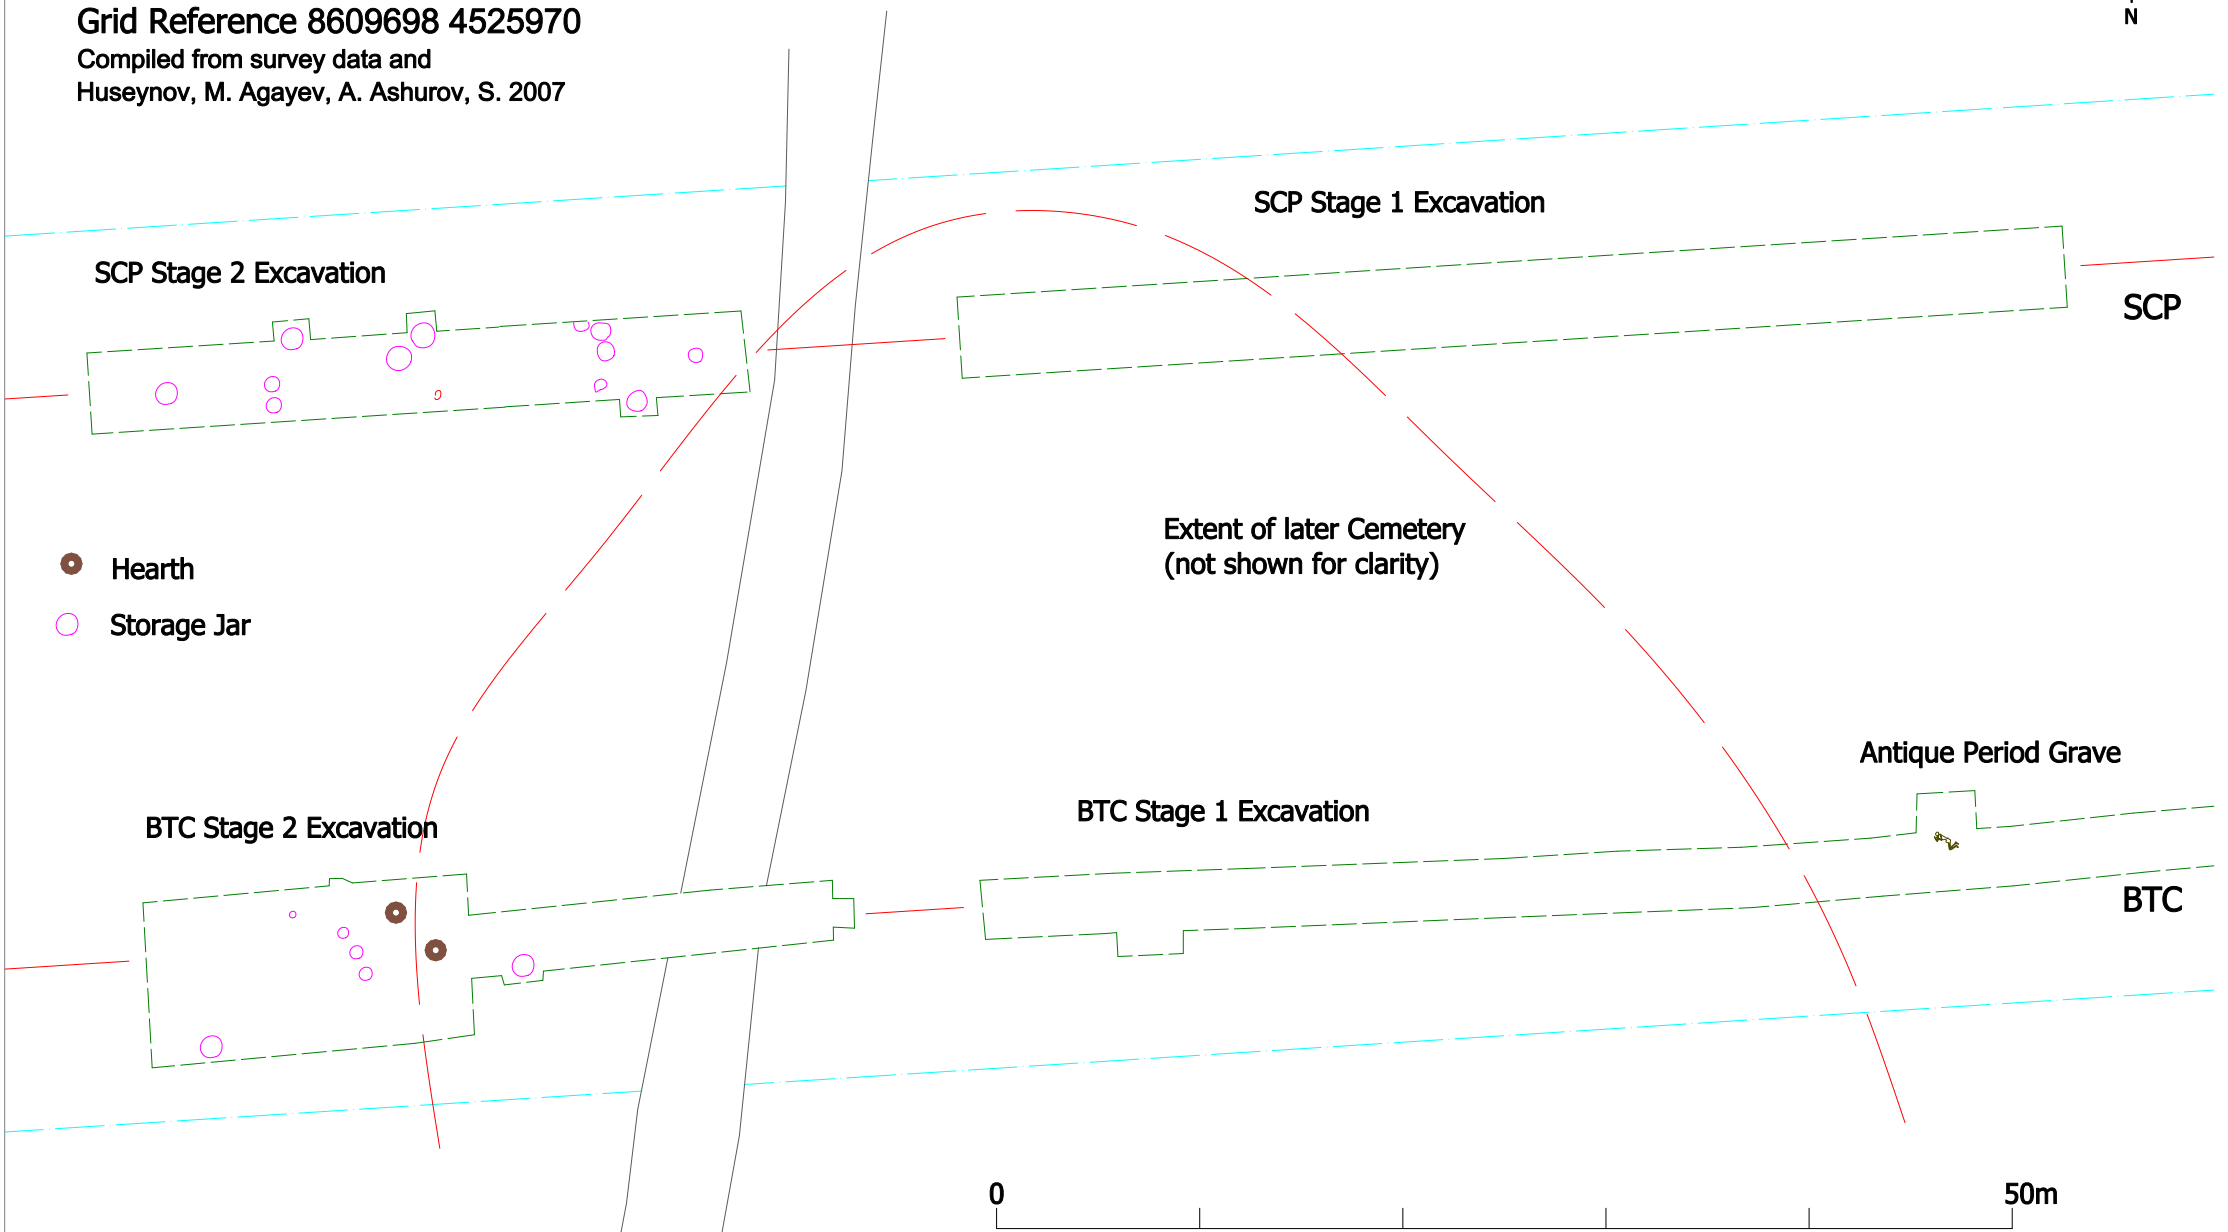 Grid Reference 8609698 4525970
Compiled from survey data and
Huseynov, M. Agayev, A. Ashurov, S. 2007
N
SCP Stage 1 Excavation
SCP Stage 2 Excavation
SCP
Extent of later Cemetery
(not shown for clarity)
Hearth
Storage Jar
Antique Period Grave
BTC Stage 1 Excavation
BTC Stage 2 Excavation
BTC
0
50m